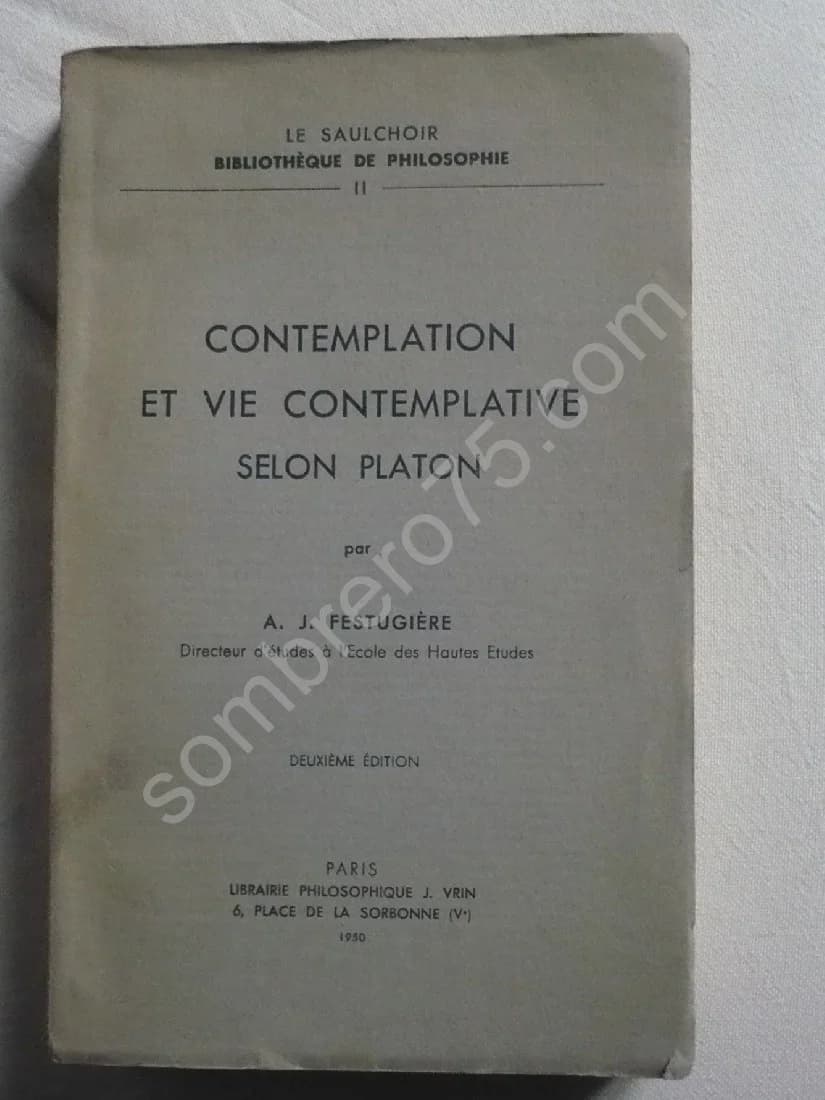 LE SAULCHOIR
BIBLIOTHÈQUE DE PHILOSOPHIE
II
CONTEMPLATION
ET VIE CONTEMPLATIVE
SELON PLATON
par
A. J. FESTUGIÈRE
Directeur d'études à l'Ecole des Hautes Etudes
DEUXIÈME ÉDITION
PARIS
LIBRAIRIE PHILOSOPHIQUE J. VRIN
6, PLACE DE LA SORBONNE (Vᵉ)
1950
sombrero75.com